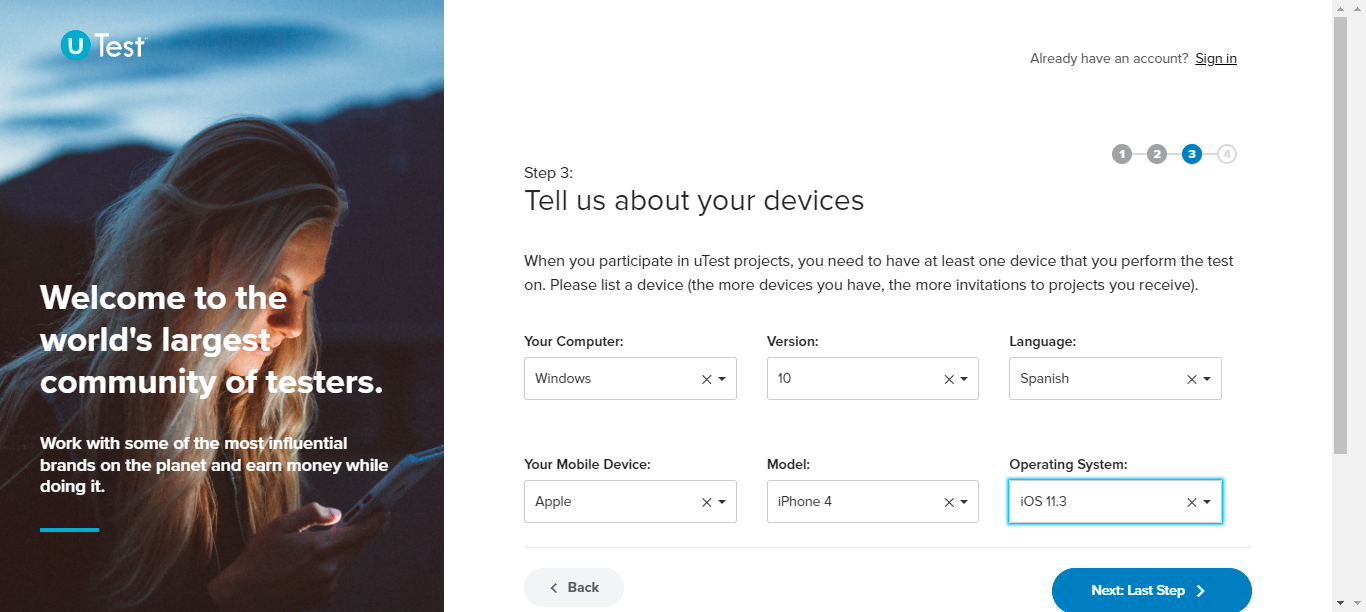 uTest
Already have an account? Sign in
1 2 3 4
Step 3:
Tell us about your devices
When you participate in uTest projects, you need to have at least one device that you perform the test
on. Please list a device (the more devices you have, the more invitations to projects you receive).
Welcome to the
world's largest
community of testers.
Work with some of the most influential
brands on the planet and earn money while
doing it.
Your Computer: Version: Language:
Windows 10 Spanish
Your Mobile Device: Model: Operating System:
Apple iPhone 4 iOS 11.3
Back Next: Last Step